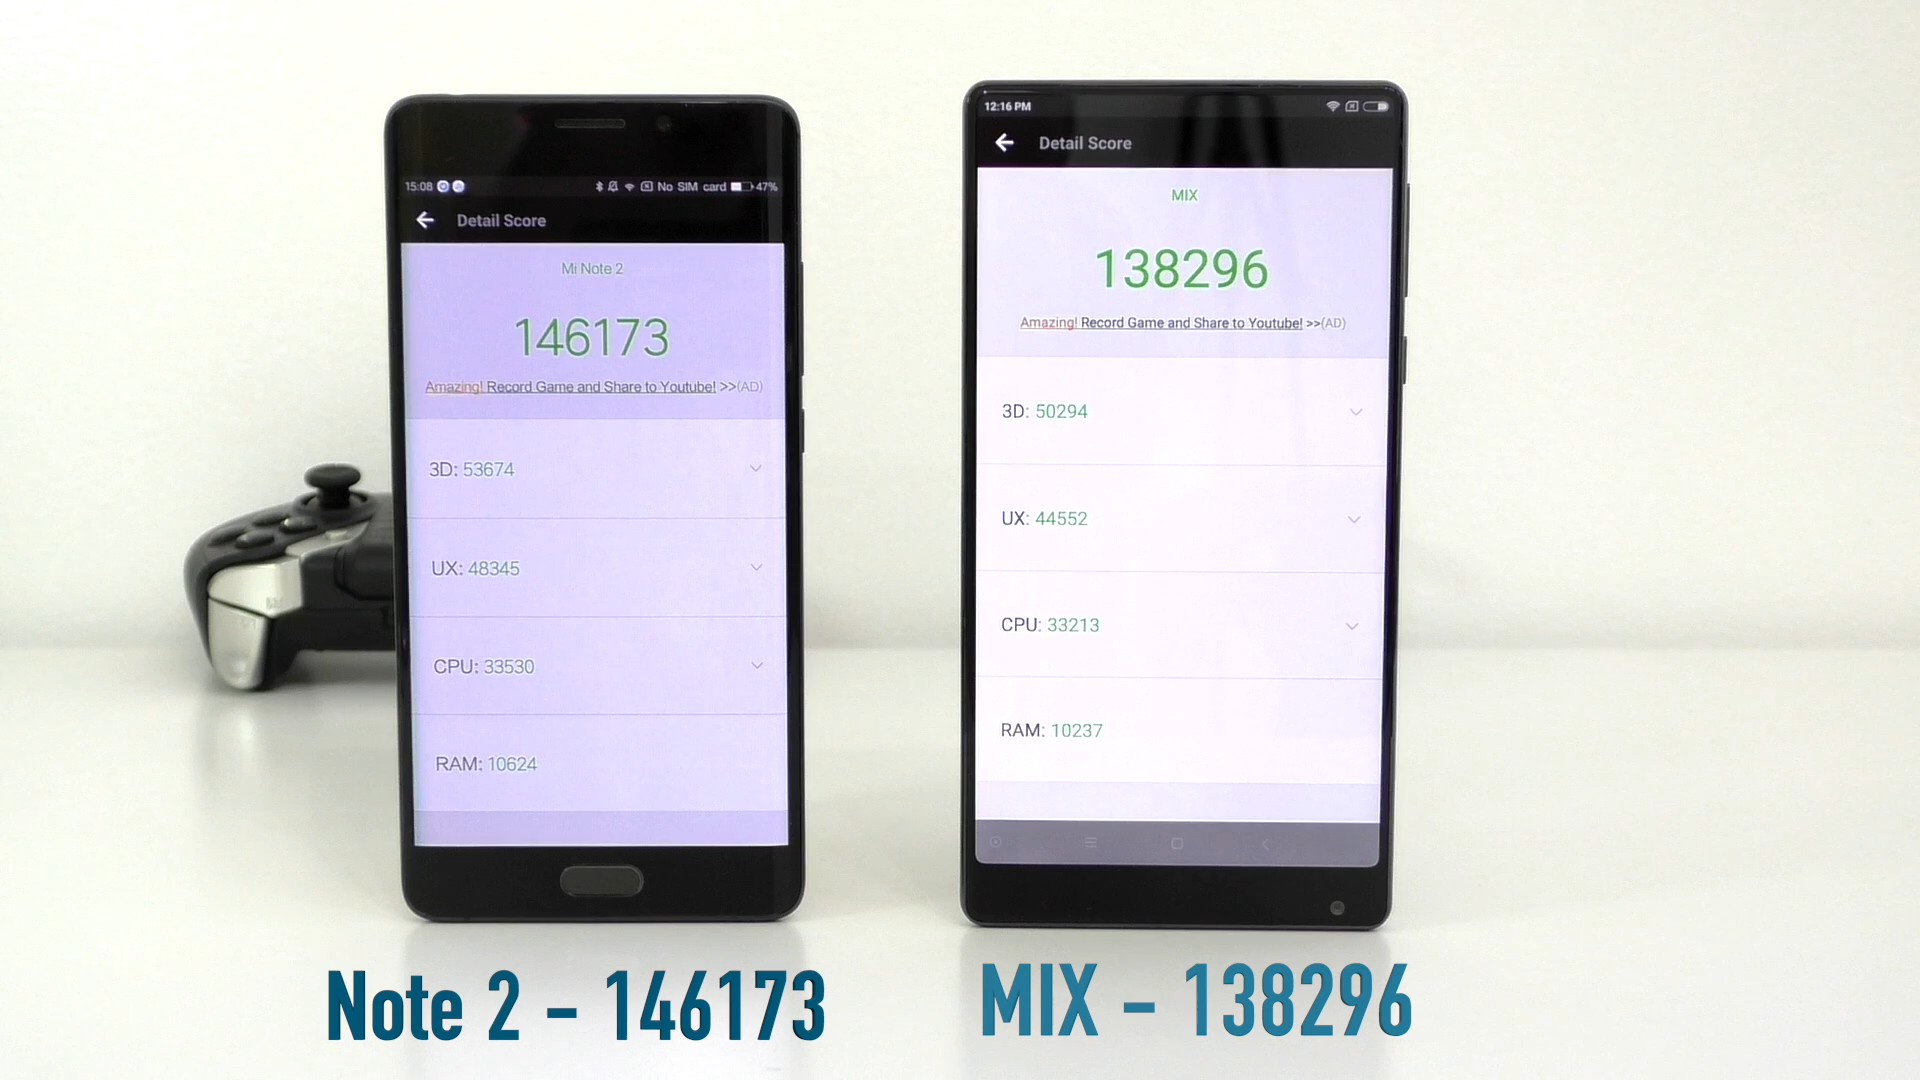 15:08 No SIM card 47%
Detail Score
Mi Note 2
146173
Amazing! Record Game and Share to Youtube! >>(AD)
3D: 53674
UX: 48345
CPU: 33530
RAM: 10624
12:16 PM
Detail Score
MIX
138296
Amazing! Record Game and Share to Youtube! >>(AD)
3D: 50294
UX: 44552
CPU: 33213
RAM: 10237
Note 2 - 146173
MIX - 138296